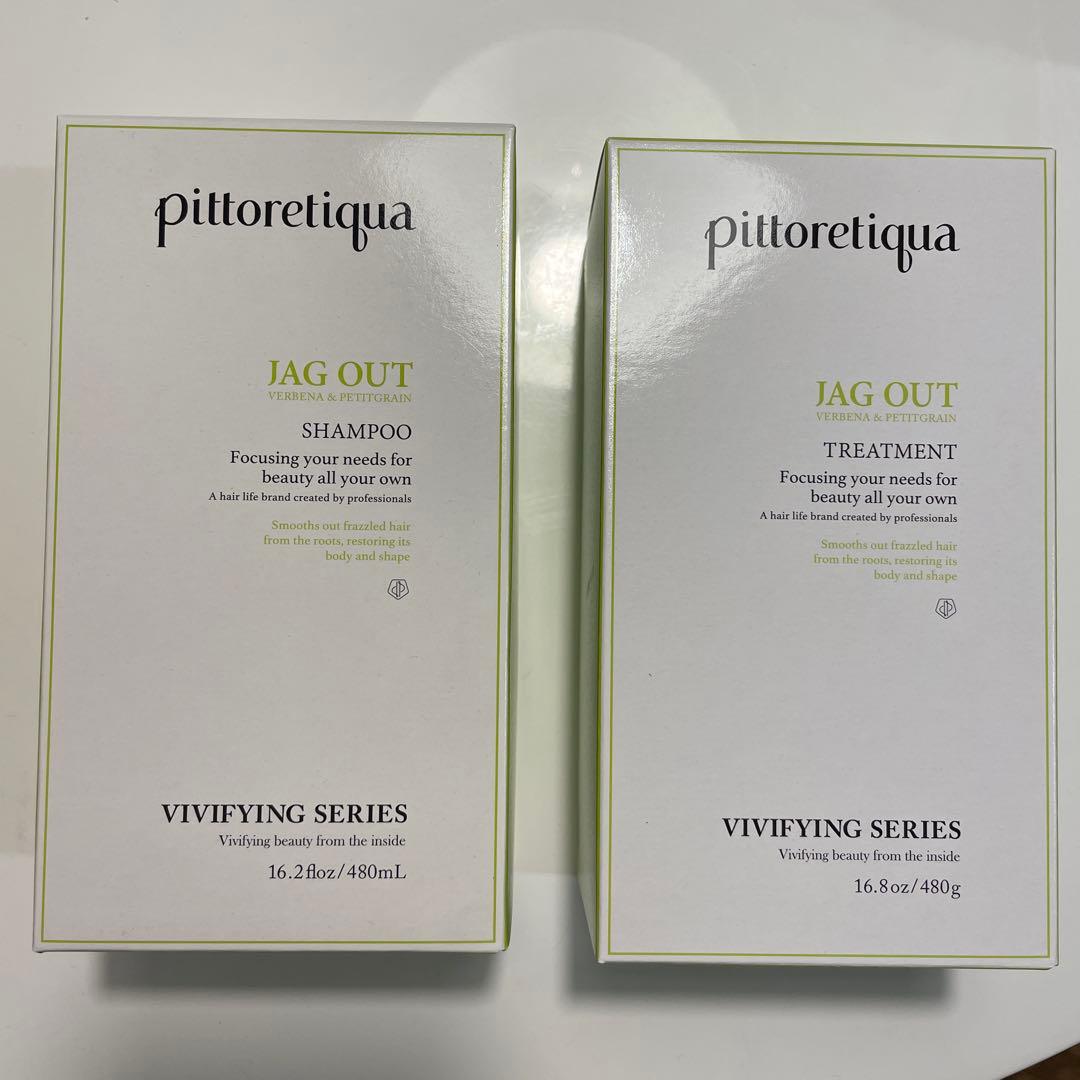 pittoretiqua
JAG OUT
VERBENA & PETITGRAIN
SHAMPOO
Focusing your needs for
beauty all your own
A hair life brand created by professionals
Smooths out frazzled hair
from the roots, restoring its
body and shape
VIVIFYING SERIES
Vivifying beauty from the inside
16.2floz/480mL
pittoretiqua
JAG OUT
VERBENA & PETITGRAIN
TREATMENT
Focusing your needs for
beauty all your own
A hair life brand created by professionals
Smooths out frazzled hair
from the roots, restoring its
body and shape
VIVIFYING SERIES
Vivifying beauty from the inside
16.8oz/480g